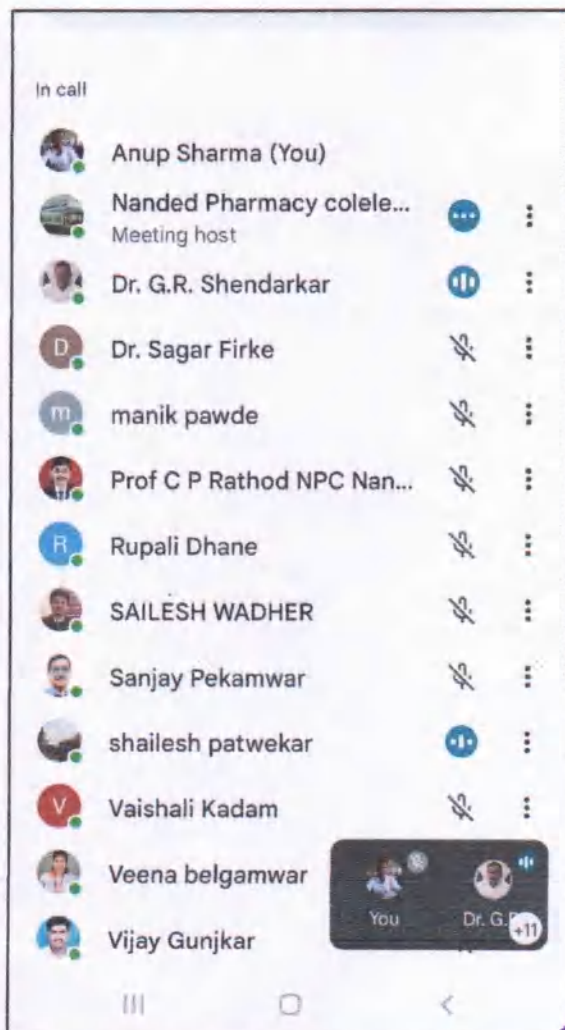 In call
Anup Sharma (You)
Nanded Pharmacy colele...
Meeting host
Dr. G.R. Shendarkar
D
Dr. Sagar Firke
m
manik pawde
Prof C P Rathod NPC Nan...
R
Rupali Dhane
SAILESH WADHER
Sanjay Pekamwar
shailesh patwekar
V
Vaishali Kadam
Veena belgamwar
You
Dr. G.
+11
Vijay Gunjkar